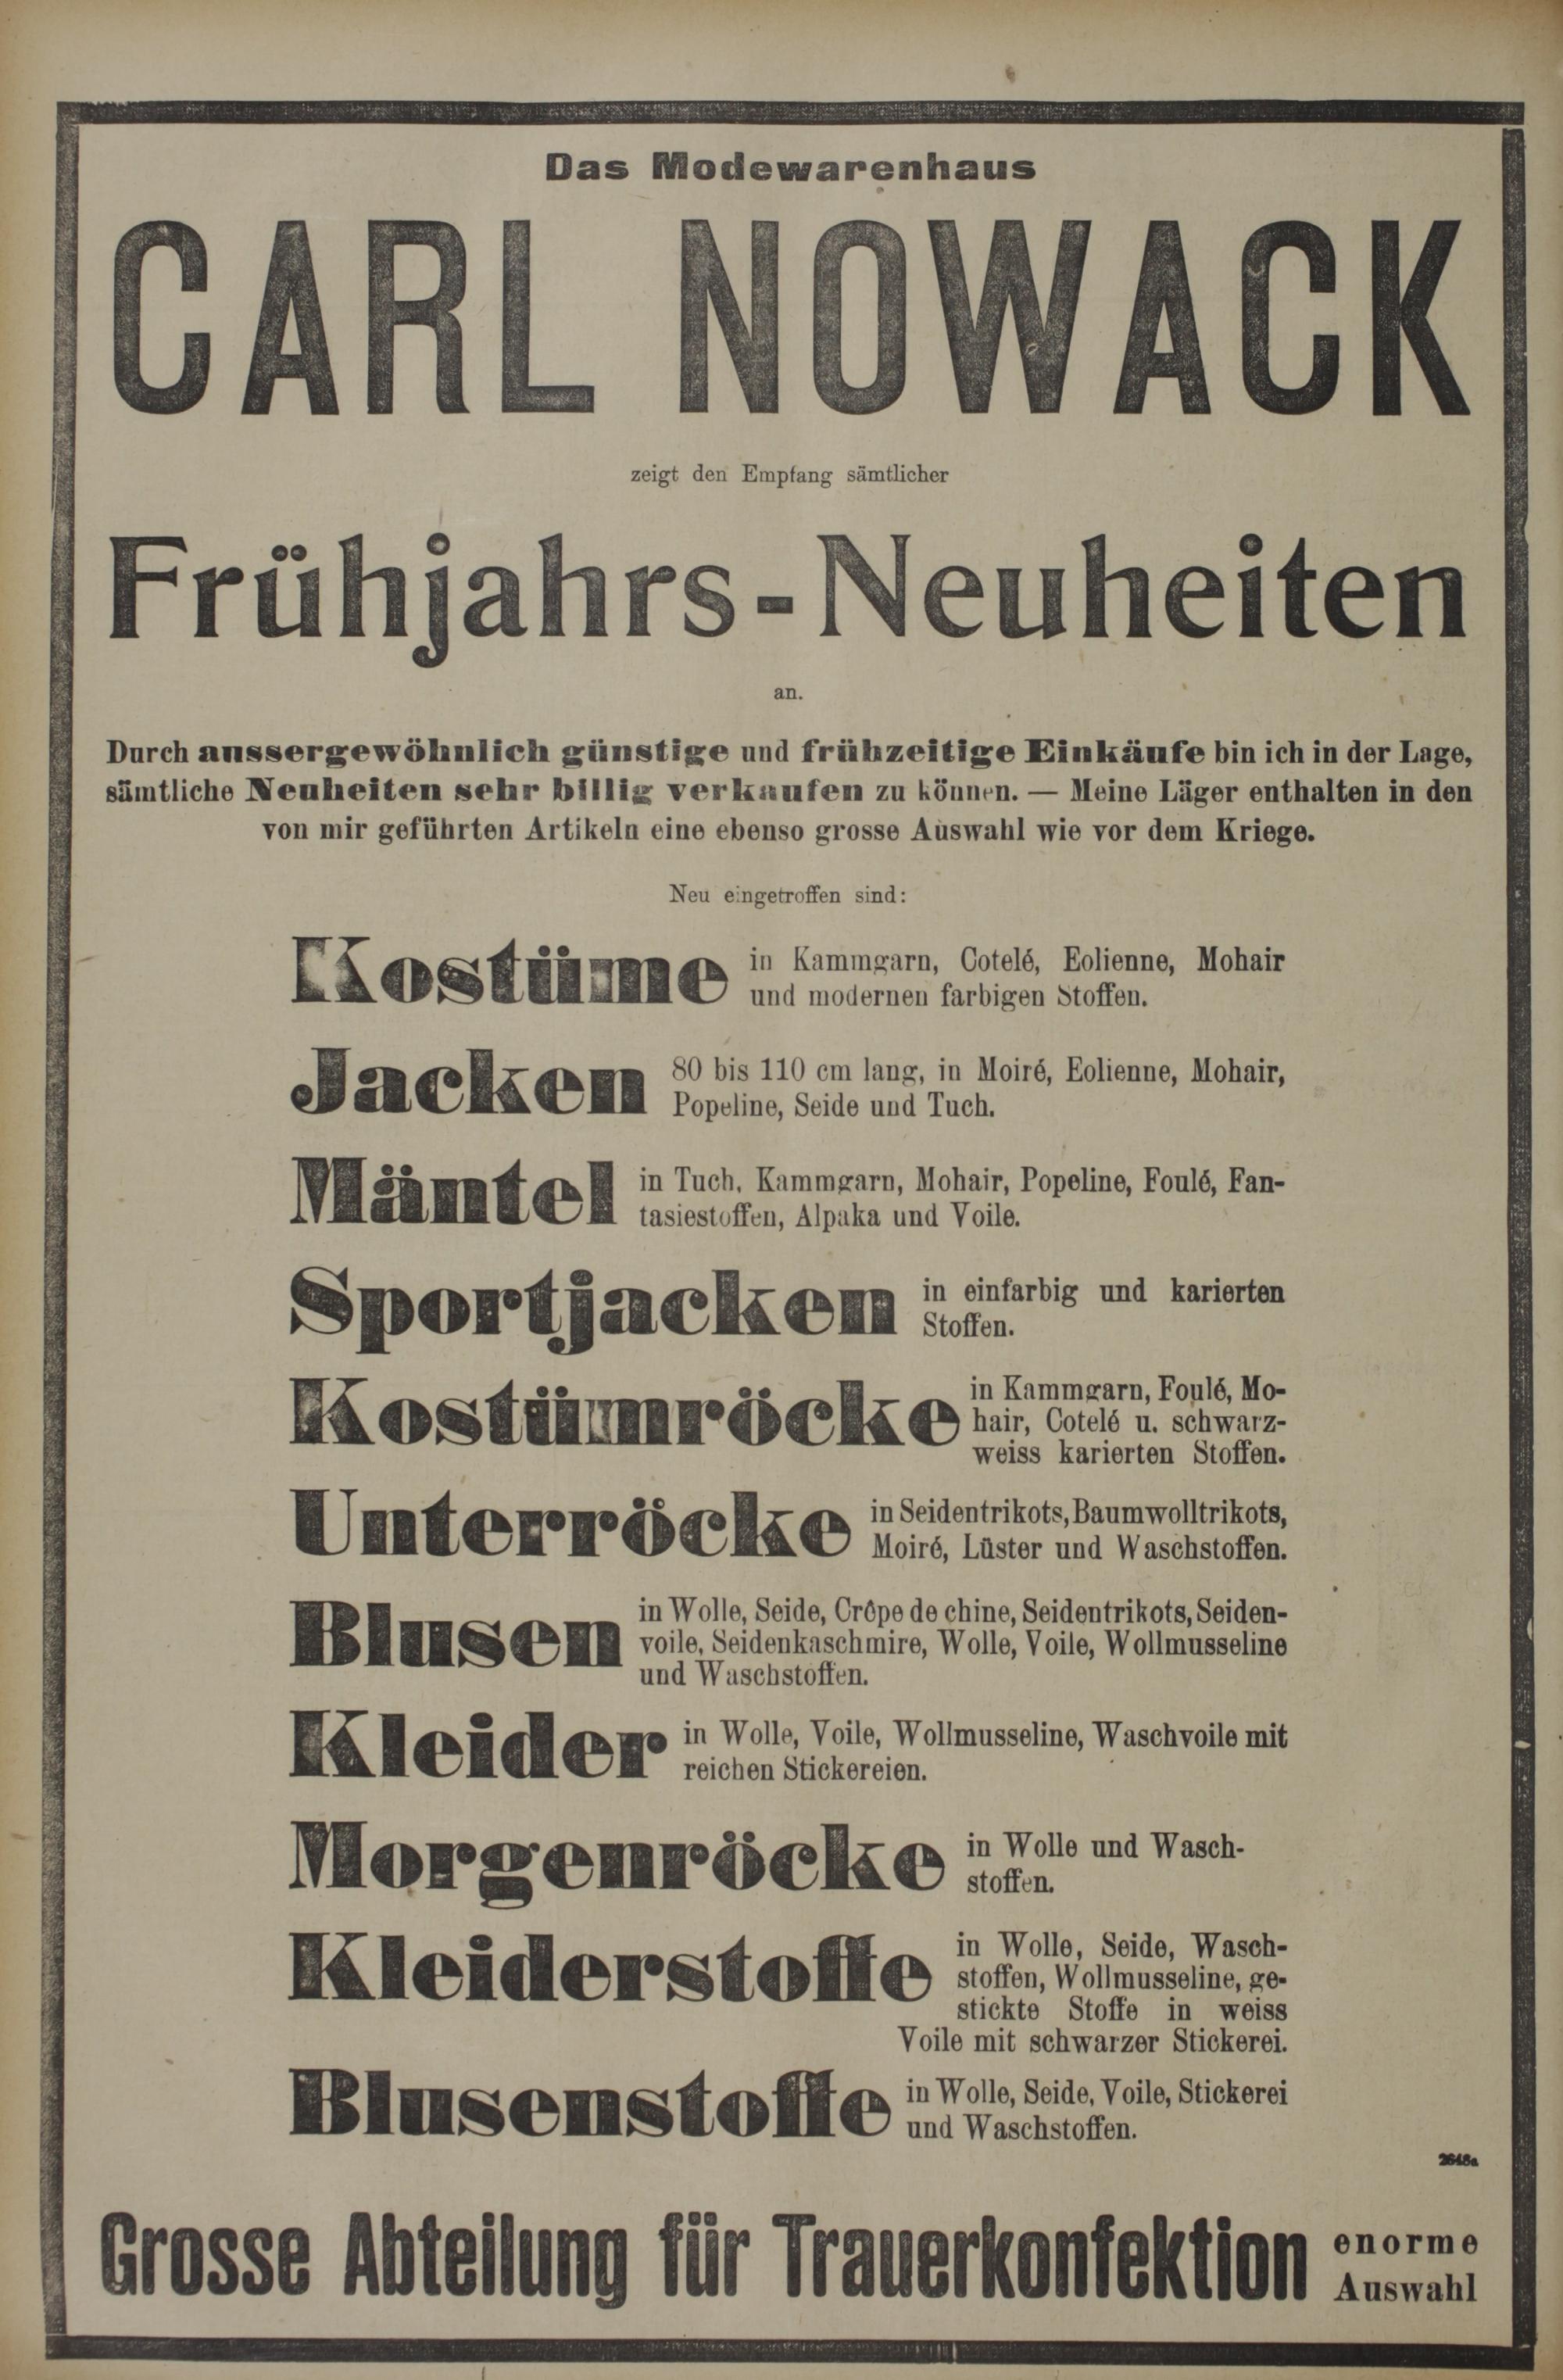 Das Modewarenhaus
CARL NOWACK
zeigt den Empfang sämtlicher
Frühjahrs-Neuheiten
an.
Durch aussergewöhnlich günstige und frühzeitige Einkäufe bin ich in der Lage,
sämtliche Neuheiten sehr billig verkaufen zu können. — Meine Läger enthalten in den
von mir geführten Artikeln eine ebenso grosse Auswahl wie vor dem Kriege.
Neu eingetroffen sind:
Kostüme in Kammgarn, Cotelé, Eolienne, Mohair
und modernen farbigen Stoffen.
Jacken 80 bis 110 cm lang, in Moiré, Eolienne, Mohair,
Popeline, Seide und Tuch.
Mäntel in Tuch, Kammgarn, Mohair, Popeline, Foulé, Fan-
tasiestoffen, Alpaka und Voile.
Sportjacken in einfarbig und karierten
Stoffen.
Kostümröcke in Kammgarn, Foulé, Mo-
hair, Cotelé u. schwarz-
weiss karierten Stoffen.
Unterröcke in Seidentrikots, Baumwolltrikots,
Moiré, Lüster und Waschstoffen.
Blusen in Wolle, Seide, Crêpe de chine, Seidentrikots, Seiden-
voile, Seidenkaschmire, Wolle, Voile, Wollmusseline
und Waschstoffen.
Kleider in Wolle, Voile, Wollmusseline, Waschvoile mit
reichen Stickereien.
Morgenröcke in Wolle und Wasch-
stoffen.
Kleiderstoffe in Wolle, Seide, Wasch-
stoffen, Wollmusseline, ge-
stickte Stoffe in weiss
Voile mit schwarzer Stickerei.
Blusenstoffe in Wolle, Seide, Voile, Stickerei
und Waschstoffen.
2648a
Grosse Abteilung für Trauerkonfektion enorme
Auswahl